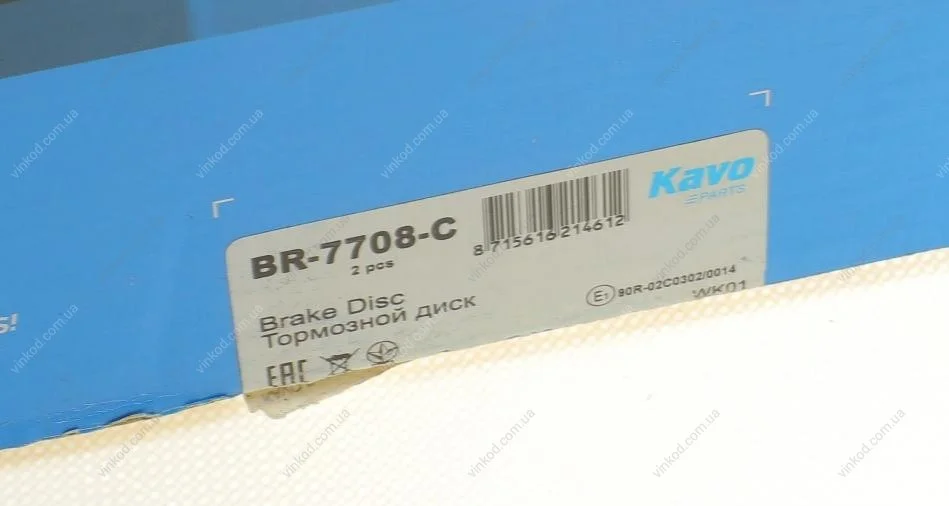 Kavo
PARTS
BR-7708-C
2 pcs
8 715616 214612
Brake Disc
Тормозной диск
E1 90R-02C0302/0014
WK01
EAC
S!
vinkod.com.ua